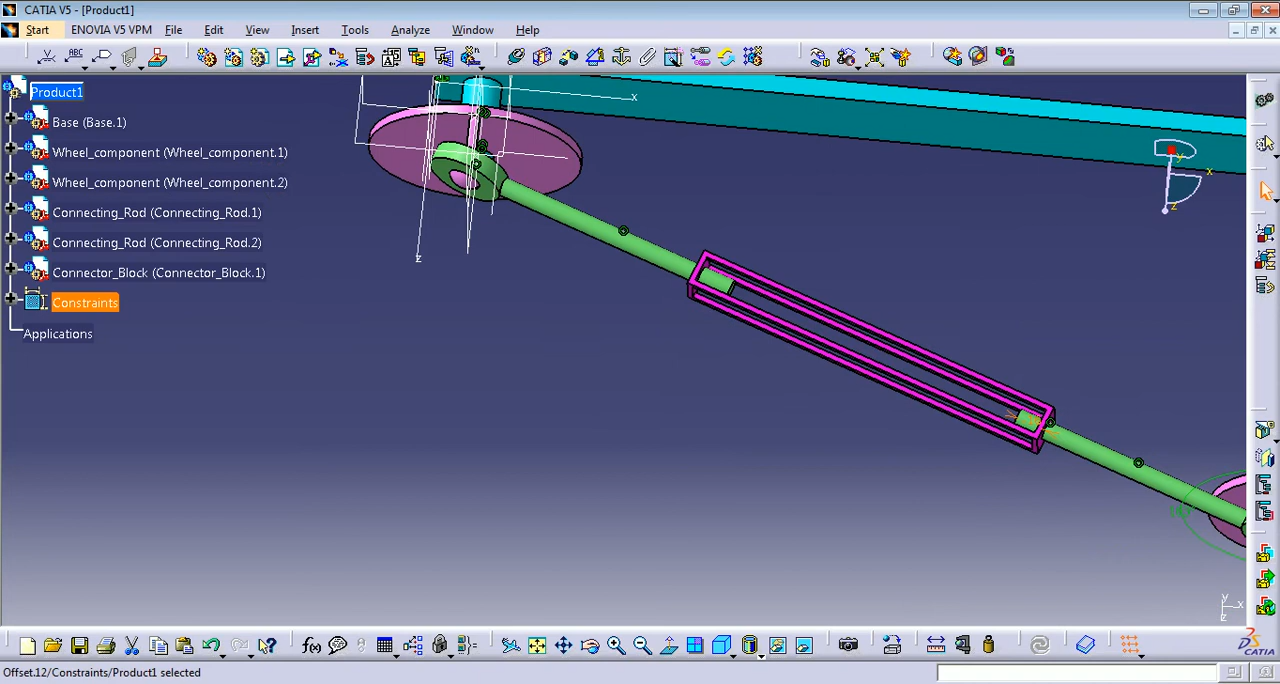 CATIA V5 - [Product1]
Start ENOVIA V5 VPM File Edit View Insert Tools Analyze Window Help
Product1
Base (Base.1)
Wheel_component (Wheel_component.1)
Wheel_component (Wheel_component.2)
Connecting_Rod (Connecting_Rod.1)
Connecting_Rod (Connecting_Rod.2)
Connector_Block (Connector_Block.1)
Constraints
Applications
x
z
y
x
z
y
x
z
f(x)
CATIA
Offset.12/Constraints/Product1 selected